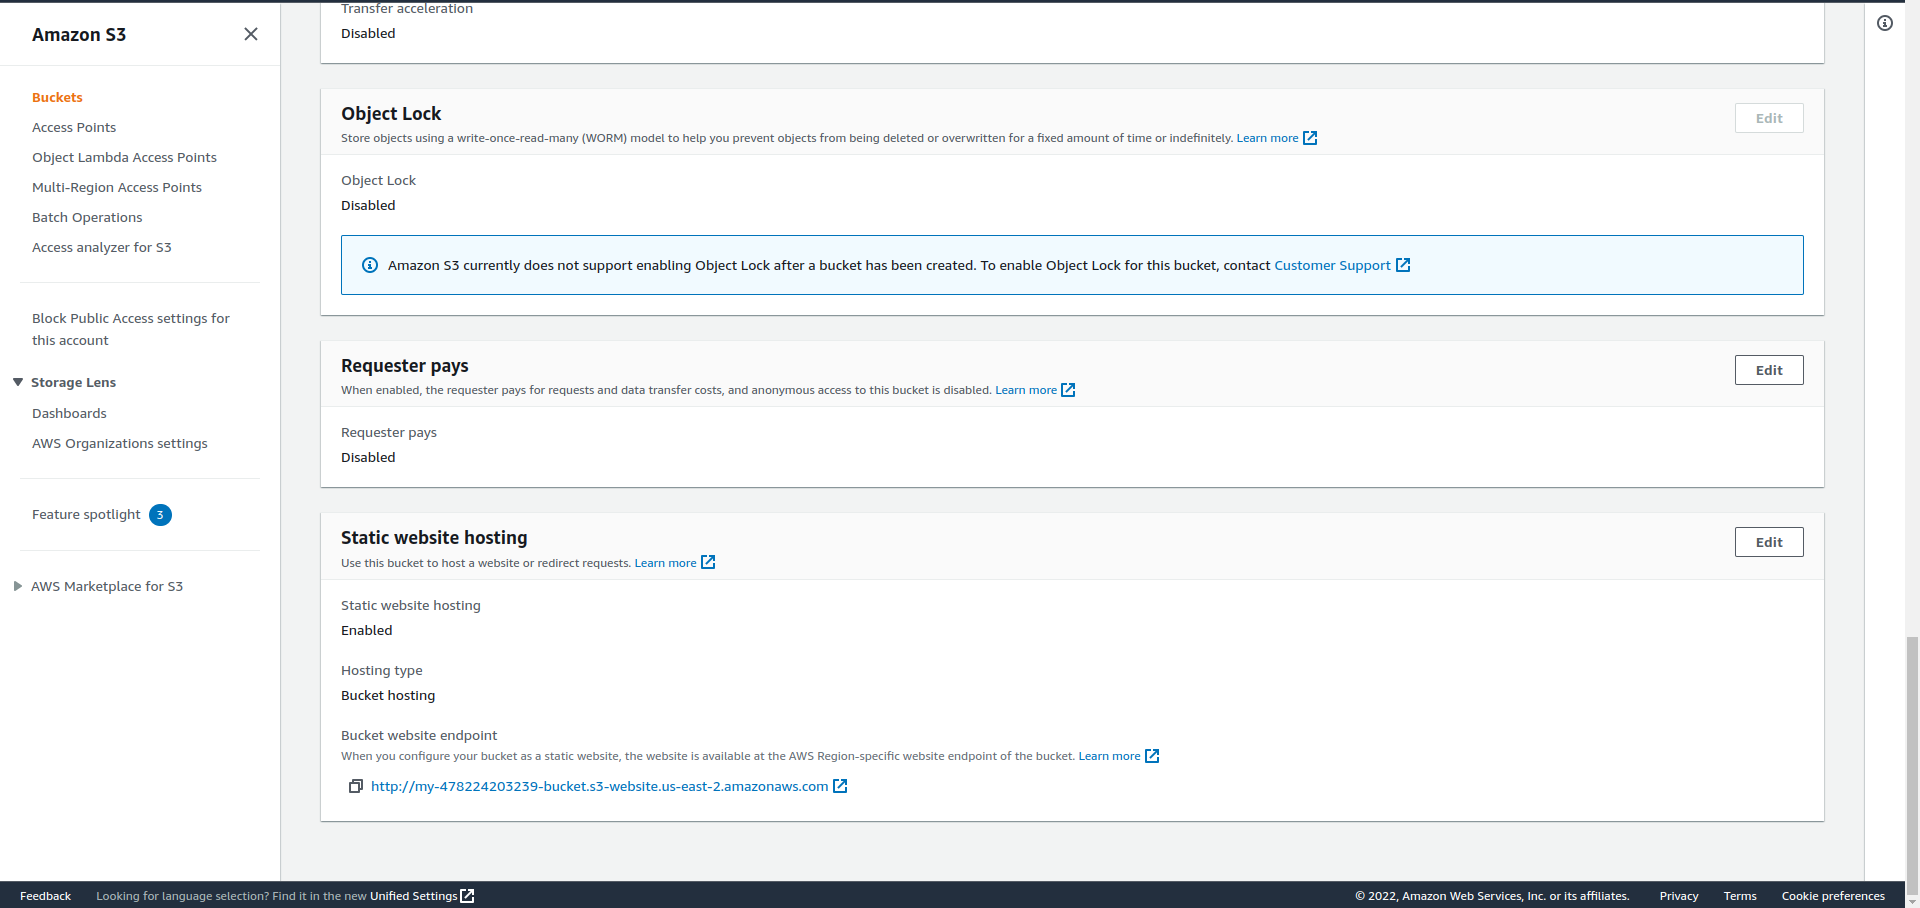 Amazon S3
Buckets
Access Points
Object Lambda Access Points
Multi-Region Access Points
Batch Operations
Access analyzer for S3
Block Public Access settings for
this account
Storage Lens
Dashboards
AWS Organizations settings
Feature spotlight 3
AWS Marketplace for S3
Transfer acceleration
Disabled
Object Lock
Edit
Store objects using a write-once-read-many (WORM) model to help you prevent objects from being deleted or overwritten for a fixed amount of time or indefinitely. Learn more
Object Lock
Disabled
Amazon S3 currently does not support enabling Object Lock after a bucket has been created. To enable Object Lock for this bucket, contact Customer Support
Requester pays
Edit
When enabled, the requester pays for requests and data transfer costs, and anonymous access to this bucket is disabled. Learn more
Requester pays
Disabled
Static website hosting
Edit
Use this bucket to host a website or redirect requests. Learn more
Static website hosting
Enabled
Hosting type
Bucket hosting
Bucket website endpoint
When you configure your bucket as a static website, the website is available at the AWS Region-specific website endpoint of the bucket. Learn more
http://my-478224203239-bucket.s3-website.us-east-2.amazonaws.com
Feedback Looking for language selection? Find it in the new Unified Settings © 2022, Amazon Web Services, Inc. or its affiliates. Privacy Terms Cookie preferences